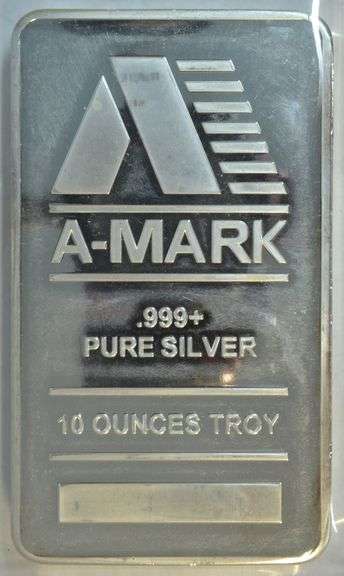 A-MARK
.999+
PURE SILVER
10 OUNCES TROY